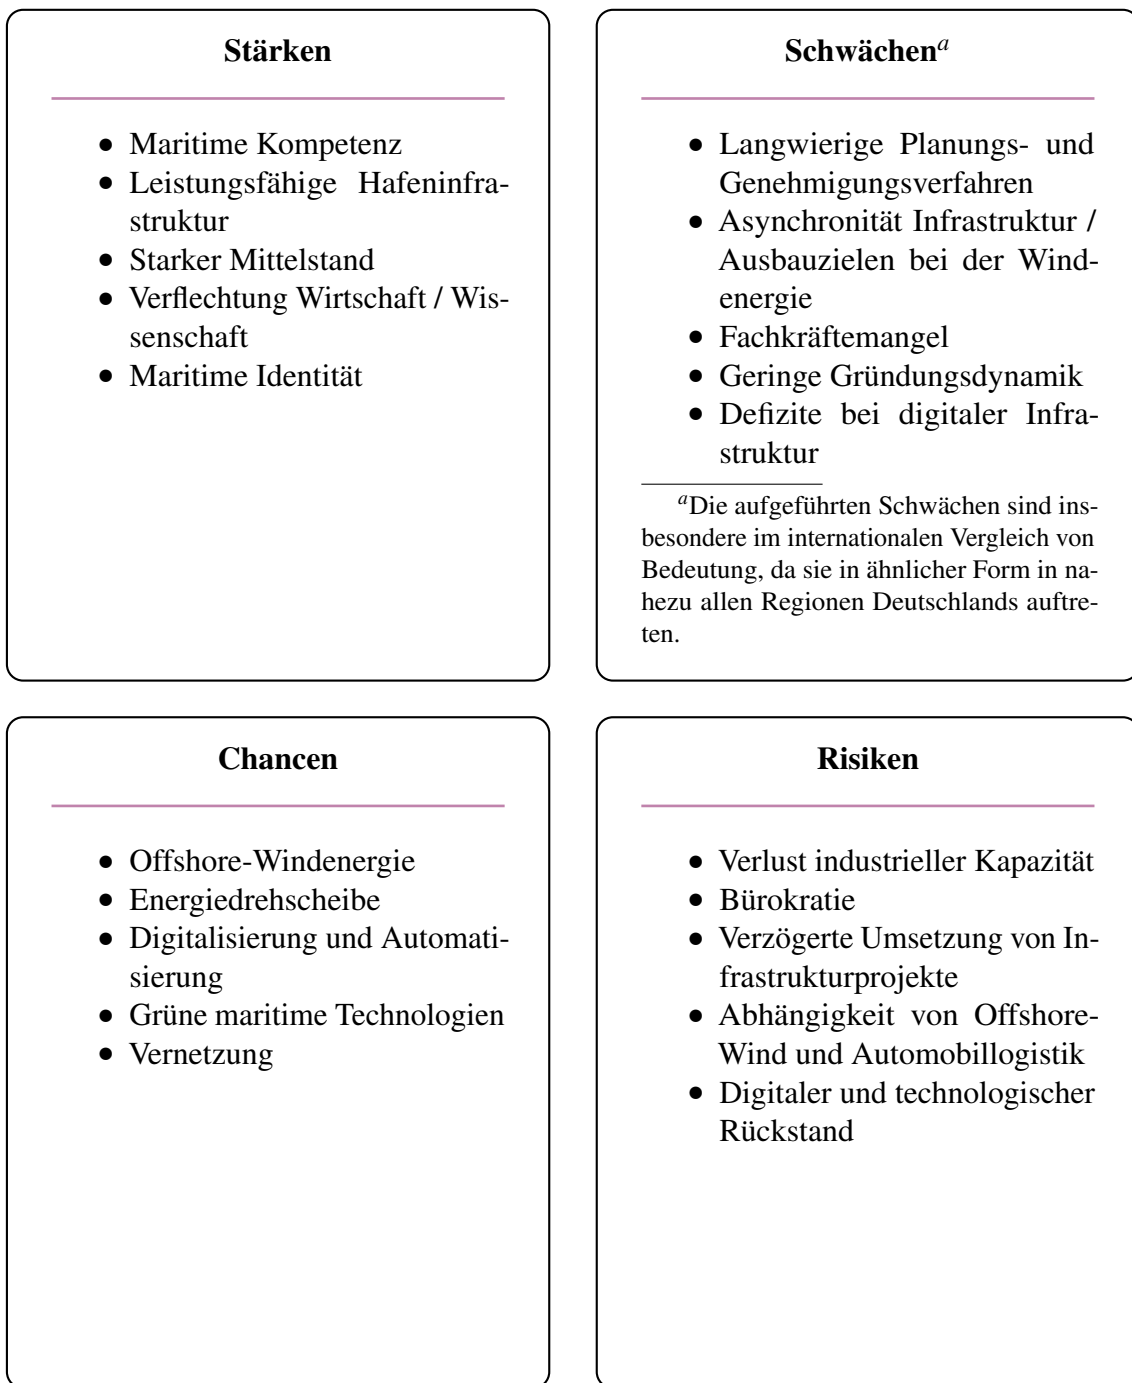 Stärken
• Maritime Kompetenz
• Leistungsfähige Hafeninfra-
struktur
• Starker Mittelstand
• Verflechtung Wirtschaft / Wis-
senschaft
• Maritime Identität
Schwächenᵃ
• Langwierige Planungs- und
Genehmigungsverfahren
• Asynchronität Infrastruktur /
Ausbauzielen bei der Wind-
energie
• Fachkräftemangel
• Geringe Gründungsdynamik
• Defizite bei digitaler Infra-
struktur
ᵃDie aufgeführten Schwächen sind ins-
besondere im internationalen Vergleich von
Bedeutung, da sie in ähnlicher Form in na-
hezu allen Regionen Deutschlands auftre-
ten.
Chancen
• Offshore-Windenergie
• Energiedrehscheibe
• Digitalisierung und Automati-
sierung
• Grüne maritime Technologien
• Vernetzung
Risiken
• Verlust industrieller Kapazität
• Bürokratie
• Verzögerte Umsetzung von In-
frastrukturprojekte
• Abhängigkeit von Offshore-
Wind und Automobillogistik
• Digitaler und technologischer
Rückstand